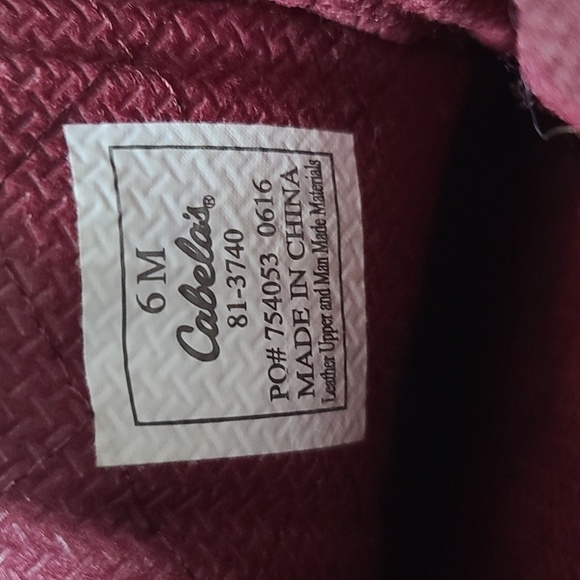 6 M
Cabela's®
81-3740
PO# 754053 0616
MADE IN CHINA
Leather Upper and Man Made Materials